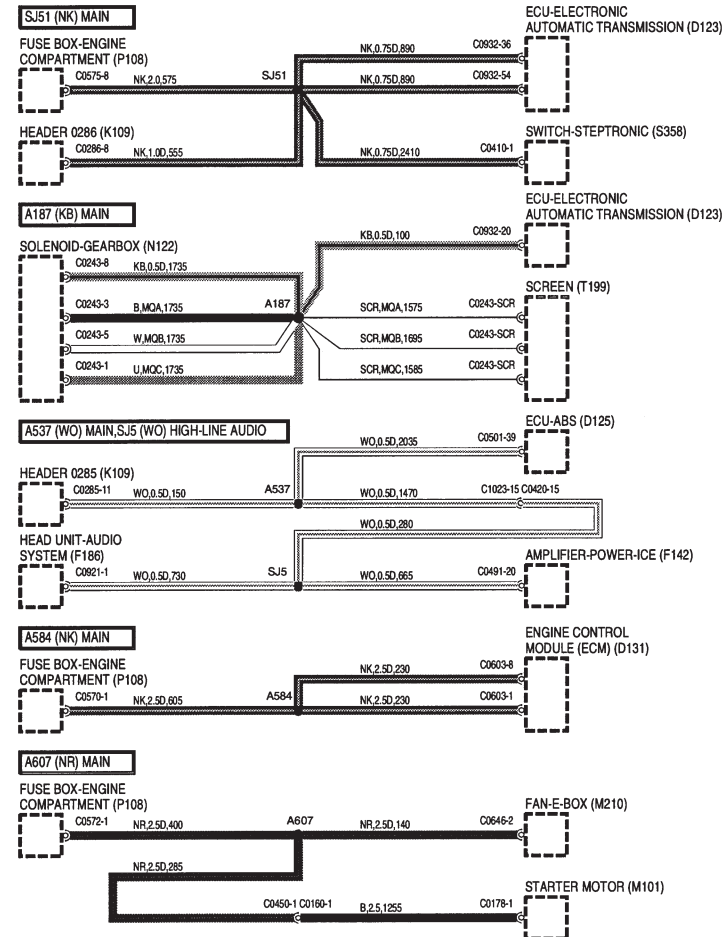 SJ51 (NK) MAIN
FUSE BOX-ENGINE
COMPARTMENT (P108)
C0575-8
NK,2.0,575
SJ51
NK,0.75D,890
C0932-36
NK,0.75D,890
C0932-54
ECU-ELECTRONIC
AUTOMATIC TRANSMISSION (D123)
HEADER 0286 (K109)
C0286-8
NK,1.0D,555
NK,0.75D,2410
C0410-1
SWITCH-STEPTRONIC (S358)
A187 (KB) MAIN
ECU-ELECTRONIC
AUTOMATIC TRANSMISSION (D123)
KB,0.5D,100
C0932-20
SOLENOID-GEARBOX (N122)
C0243-8
KB,0.5D,1735
C0243-3
B,MQA,1735
A187
C0243-5
W,MQB,1735
C0243-1
U,MQC,1735
SCREEN (T199)
SCR,MQA,1575
C0243-SCR
SCR,MQB,1695
C0243-SCR
SCR,MQC,1585
C0243-SCR
A537 (WO) MAIN,SJ5 (WO) HIGH-LINE AUDIO
ECU-ABS (D125)
WO,0.5D,2035
C0501-39
HEADER 0285 (K109)
C0285-11
WO,0.5D,150
A537
WO,0.5D,1470
C1023-15 C0420-15
WO,0.5D,280
HEAD UNIT-AUDIO
SYSTEM (F186)
C0921-1
WO,0.5D,730
SJ5
WO,0.5D,665
C0491-20
AMPLIFIER-POWER-ICE (F142)
A584 (NK) MAIN
ENGINE CONTROL
MODULE (ECM) (D131)
FUSE BOX-ENGINE
COMPARTMENT (P108)
C0570-1
NK,2.5D,605
A584
NK,2.5D,230
C0603-8
NK,2.5D,230
C0603-1
A607 (NR) MAIN
FUSE BOX-ENGINE
COMPARTMENT (P108)
C0572-1
NR,2.5D,400
A607
NR,2.5D,140
C0646-2
FAN-E-BOX (M210)
NR,2.5D,285
C0450-1 C0160-1
B,2.5,1255
C0178-1
STARTER MOTOR (M101)